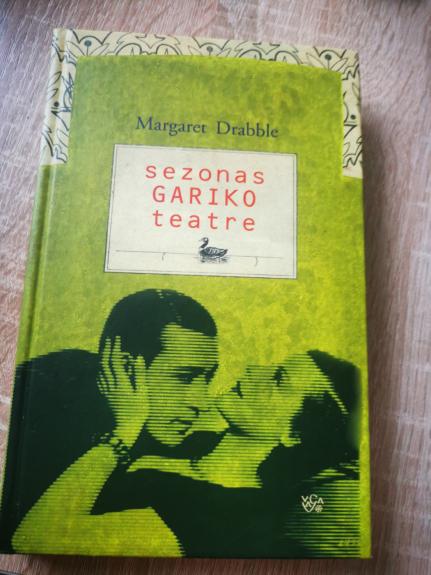 Margaret Drabble
sezonas
GARIKO
teatre